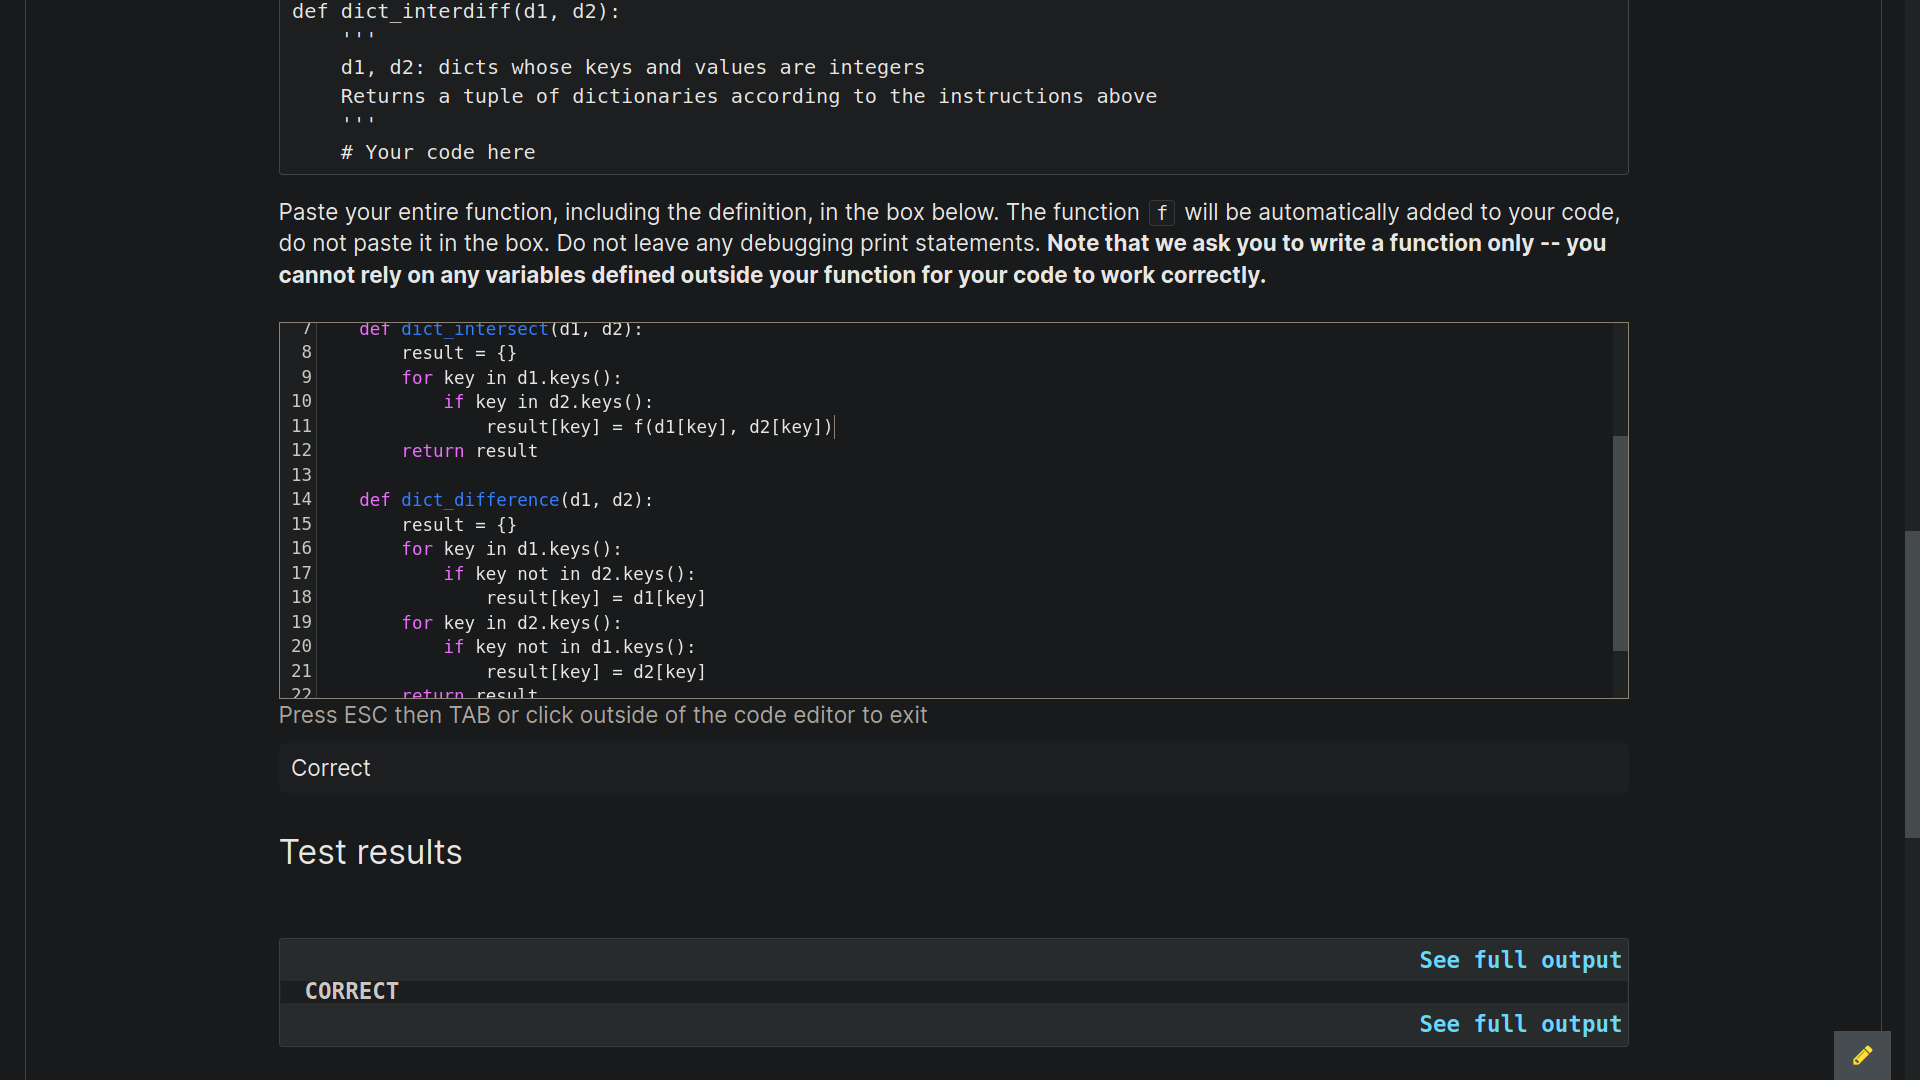 def dict_interdiff(d1, d2):
    '''
    d1, d2: dicts whose keys and values are integers
    Returns a tuple of dictionaries according to the instructions above
    '''
    # Your code here
Paste your entire function, including the definition, in the box below. The function f will be automatically added to your code,
do not paste it in the box. Do not leave any debugging print statements. Note that we ask you to write a function only -- you
cannot rely on any variables defined outside your function for your code to work correctly.
7    def dict_intersect(d1, d2):
8        result = {}
9        for key in d1.keys():
10            if key in d2.keys():
11                result[key] = f(d1[key], d2[key])
12        return result
13
14    def dict_difference(d1, d2):
15        result = {}
16        for key in d1.keys():
17            if key not in d2.keys():
18                result[key] = d1[key]
19        for key in d2.keys():
20            if key not in d1.keys():
21                result[key] = d2[key]
22        return result
Press ESC then TAB or click outside of the code editor to exit
Correct
Test results
See full output
CORRECT
See full output